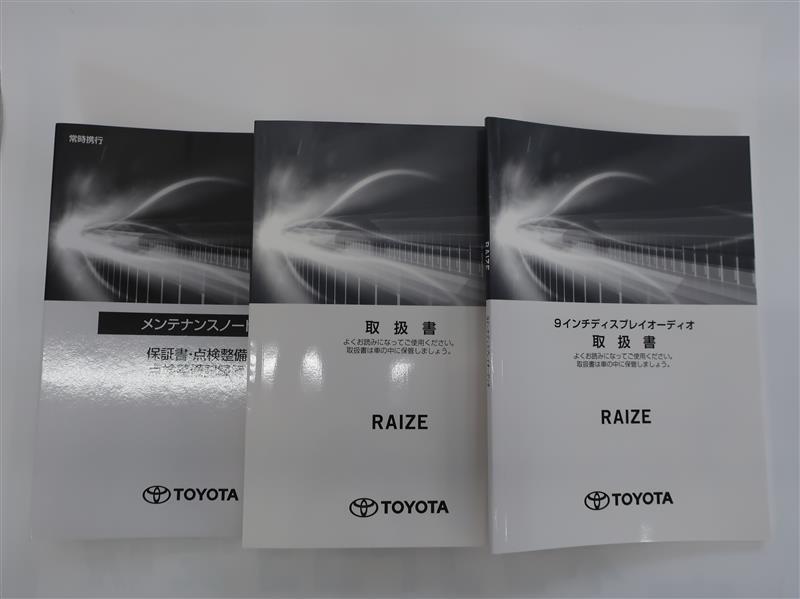 常時携行
メンテナンスノー
保証書・点検整備
TOYOTA
取扱書
よくお読みになってご使用ください。
取扱書は車の中に保管しましょう。
RAIZE
TOYOTA
RAIZE
9インチディスプレイオーディオ
取扱書
よくお読みになってご使用ください。
取扱書は車の中に保管しましょう。
RAIZE
TOYOTA